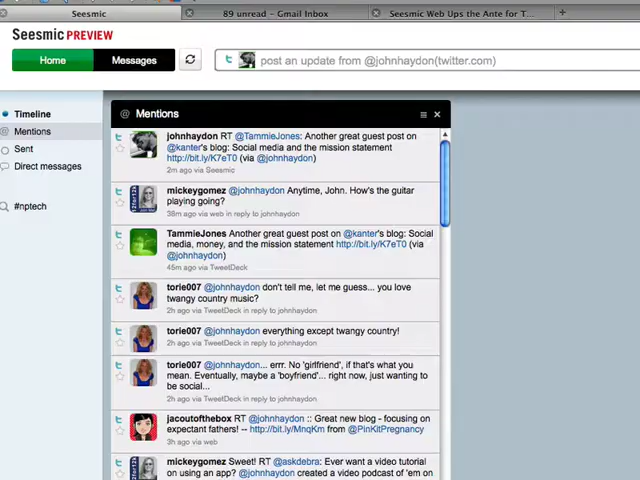 Seesmic
89 unread - Gmail Inbox
Seesmic Web Ups the Ante for T...
Seesmic PREVIEW
Home
Messages
post an update from @johnhaydon(twitter.com)
Timeline
@ Mentions
Sent
Direct messages
#nptech
@ Mentions
johnhaydon RT @TammieJones: Another great guest post on
@kanter's blog: Social media and the mission statement
http://bit.ly/K7eT0 (via @johnhaydon)
2m ago via Seesmic
mickeygomez @johnhaydon Anytime, John. How's the guitar
playing going?
38m ago via web in reply to johnhaydon
TammieJones Another great guest post on @kanter's blog: Social
media, money, and the mission statement http://bit.ly/K7eT0 (via
@johnhaydon)
45m ago via TweetDeck
torie007 @johnhaydon don't tell me, let me guess... you love
twangy country music?
2h ago via TweetDeck in reply to johnhaydon
torie007 @johnhaydon everything except twangy country!
2h ago via TweetDeck in reply to johnhaydon
torie007 @johnhaydon... errr. No 'girlfriend', if that's what you
mean. Eventually, maybe a 'boyfriend'... right now, just wanting to
be social...
2h ago via TweetDeck in reply to johnhaydon
jacoutofthebox RT @johnhaydon :: Great new blog - focusing on
expectant fathers! -- http://bit.ly/MnqKm from @PinKitPregnancy
3h ago via web
mickeygomez Sweet! RT @askdebra: Ever want a video tutorial
on using an app? @johnhaydon created a video podcast of 'em on